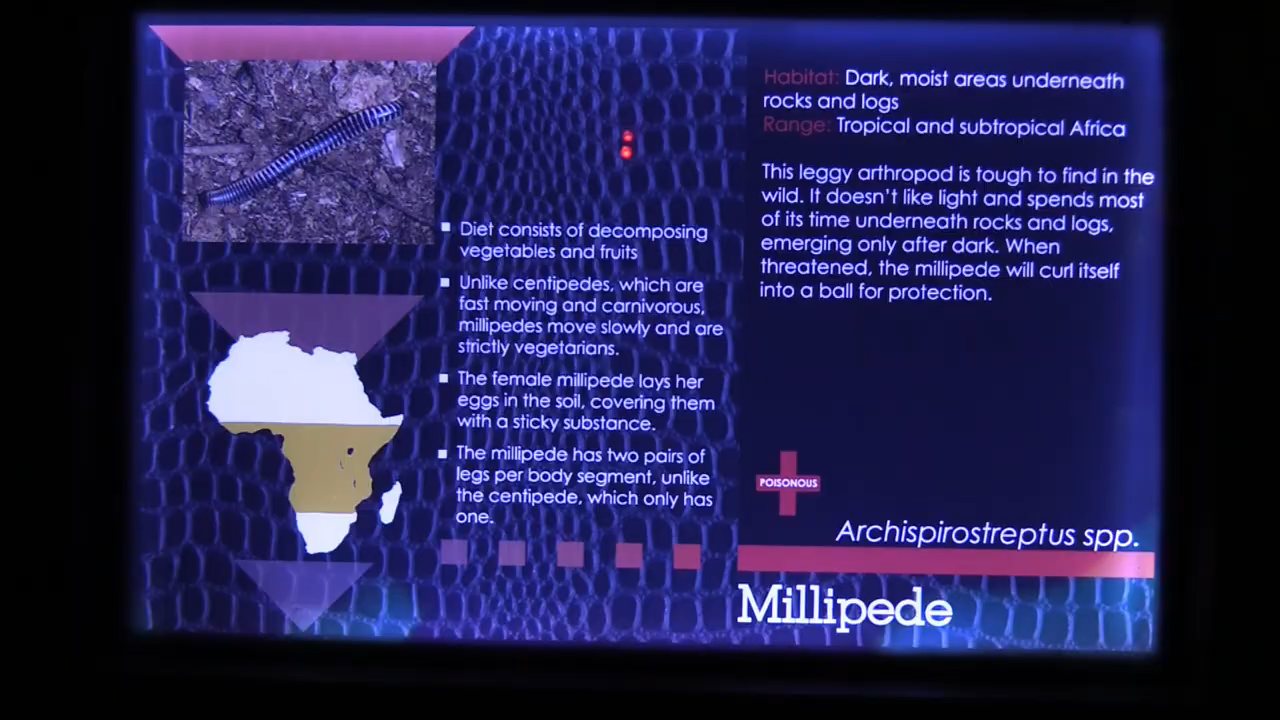 Habitat: Dark, moist areas underneath
rocks and logs
Range: Tropical and subtropical Africa
This leggy arthropod is tough to find in the
wild. It doesn't like light and spends most
of its time underneath rocks and logs,
emerging only after dark. When
threatened, the millipede will curl itself
into a ball for protection.
▪ Diet consists of decomposing
vegetables and fruits
▪ Unlike centipedes, which are
fast moving and carnivorous,
millipedes move slowly and are
strictly vegetarians.
▪ The female millipede lays her
eggs in the soil, covering them
with a sticky substance.
▪ The millipede has two pairs of
legs per body segment, unlike
the centipede, which only has
one.
POISONOUS
Archispirostreptus spp.
Millipede